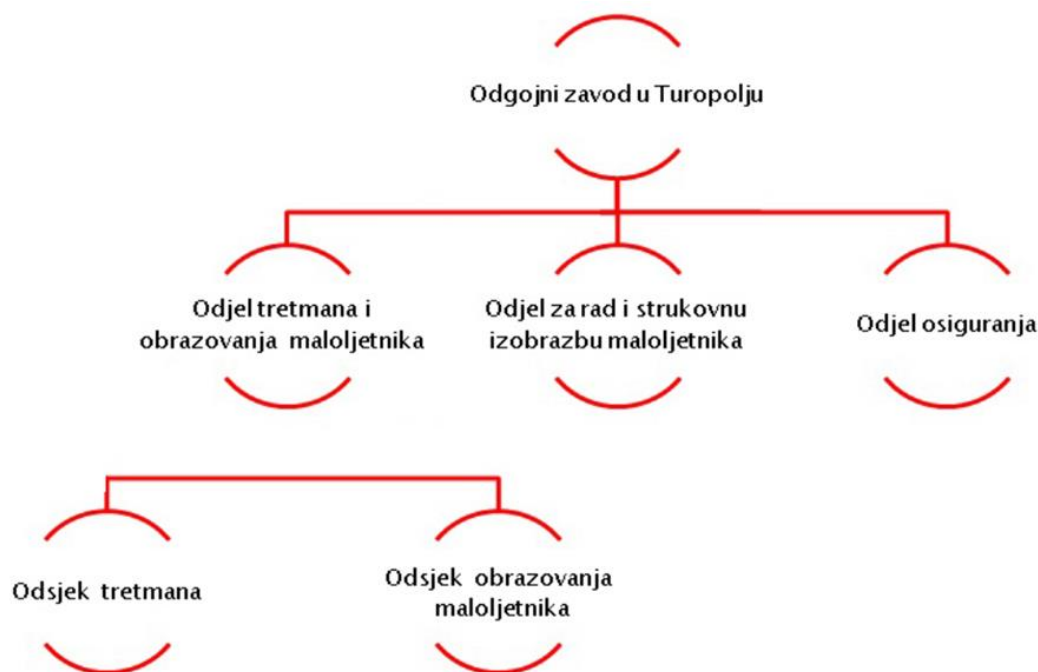 Odgojni zavod u Turopolju
Odjel tretmana i
obrazovanja maloljetnika
Odjel za rad i strukovnu
izobrazbu maloljetnika
Odjel osiguranja
Odsjek tretmana
Odsjek obrazovanja
maloljetnika